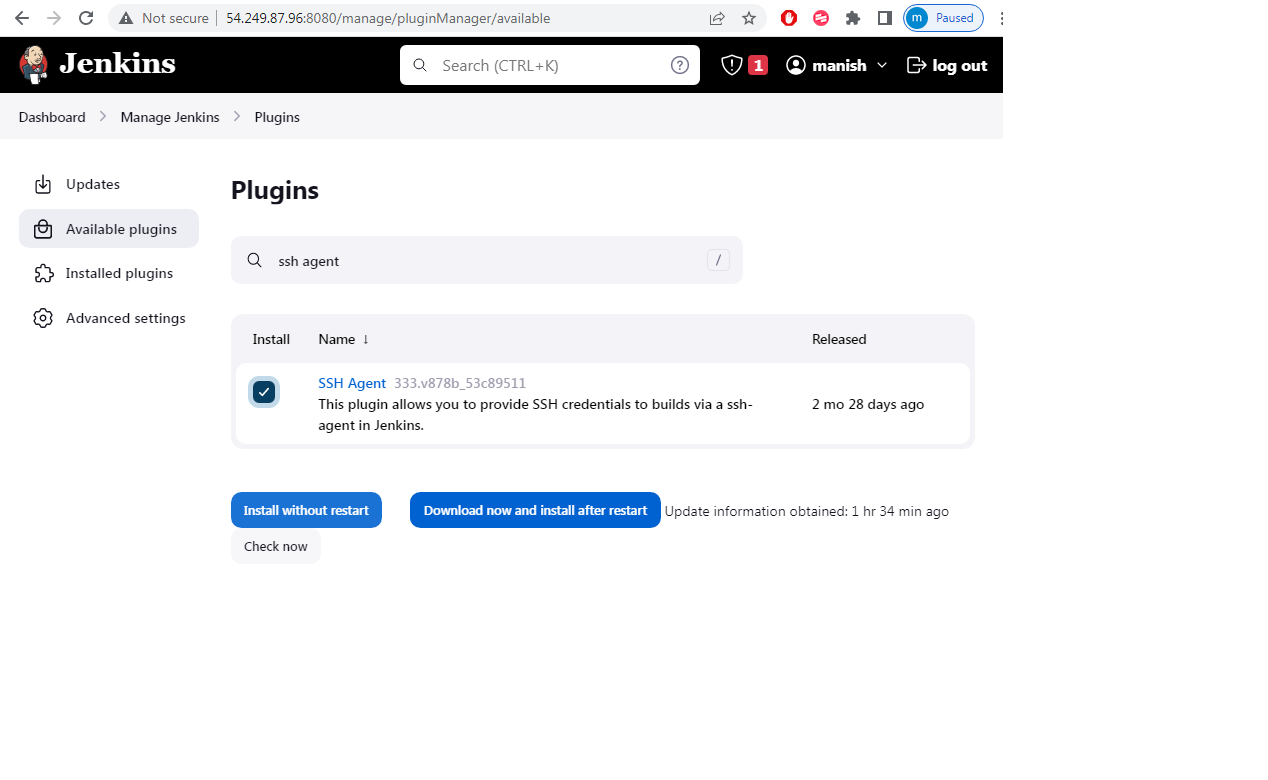 Not secure 54.249.87.96:8080/manage/pluginManager/available m Paused
Jenkins Search (CTRL+K) ? 1 manish log out
Dashboard Manage Jenkins Plugins
Updates
Available plugins
Installed plugins
Advanced settings
Plugins
ssh agent /
Install Name ↓ Released
SSH Agent 333.v878b_53c89511
This plugin allows you to provide SSH credentials to builds via a ssh-
agent in Jenkins.
2 mo 28 days ago
Install without restart Download now and install after restart Update information obtained: 1 hr 34 min ago
Check now